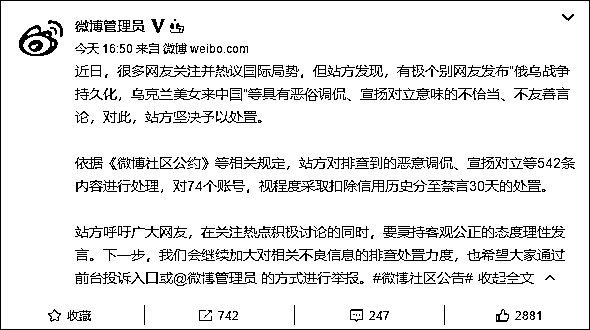 微博管理员
今天 16:50 来自 微博 weibo.com
近日，很多网友关注并热议国际局势，但站方发现，有极个别网友发布"俄乌战争
持久化，乌克兰美女来中国"等具有恶俗调侃、宣扬对立意味的不恰当、不友善言
论，对此，站方坚决予以处置。
依据《微博社区公约》等相关规定，站方对排查到的恶意调侃、宣扬对立等542条
内容进行处理，对74个账号，视程度采取扣除信用历史分至禁言30天的处置。
站方呼吁广大网友，在关注热点积极讨论的同时，要秉持客观公正的态度理性发
言。下一步，我们会继续加大对相关不良信息的排查处置力度，也希望大家通过
前台投诉入口或@微博管理员 的方式进行举报。#微博社区公告# 收起全文
收藏 742 247 2881